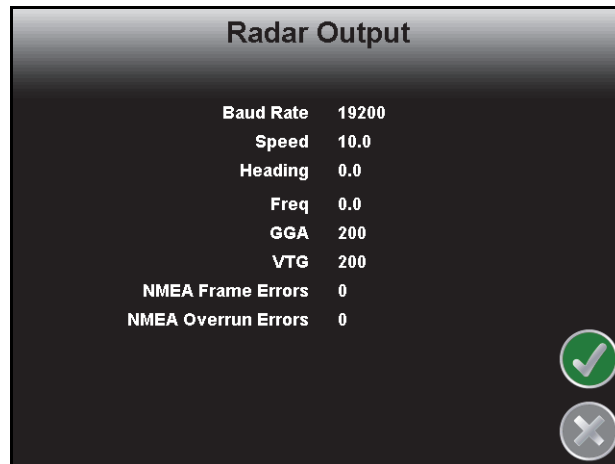 Radar Output
Baud Rate 19200
Speed 10.0
Heading 0.0
Freq 0.0
GGA 200
VTG 200
NMEA Frame Errors 0
NMEA Overrun Errors 0